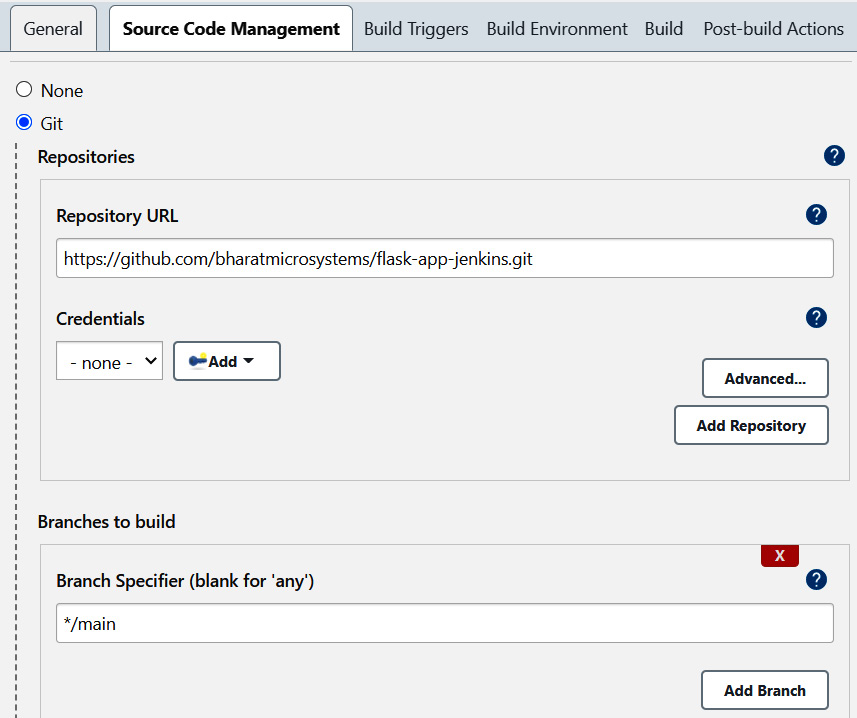 General Source Code Management Build Triggers Build Environment Build Post-build Actions
None
Git
Repositories ?
Repository URL ?
https://github.com/bharatmicrosystems/flask-app-jenkins.git
Credentials ?
- none - Add
Advanced...
Add Repository
Branches to build
X
Branch Specifier (blank for 'any') ?
*/main
Add Branch